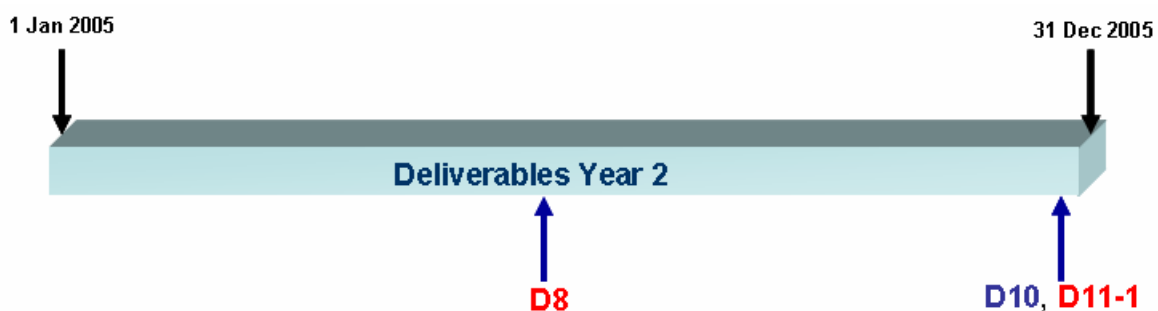 1 Jan 2005
31 Dec 2005
Deliverables Year 2
D8
D10, D11-1